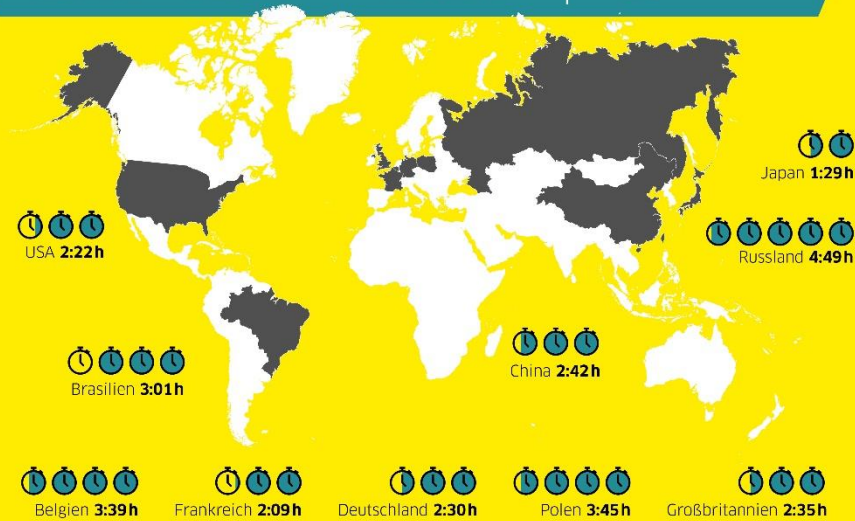 Japan 1:29h
Russland 4:49h
USA 2:22h
China 2:42h
Brasilien 3:01h
Belgien 3:39h
Frankreich 2:09h
Deutschland 2:30h
Polen 3:45h
Großbritannien 2:35h